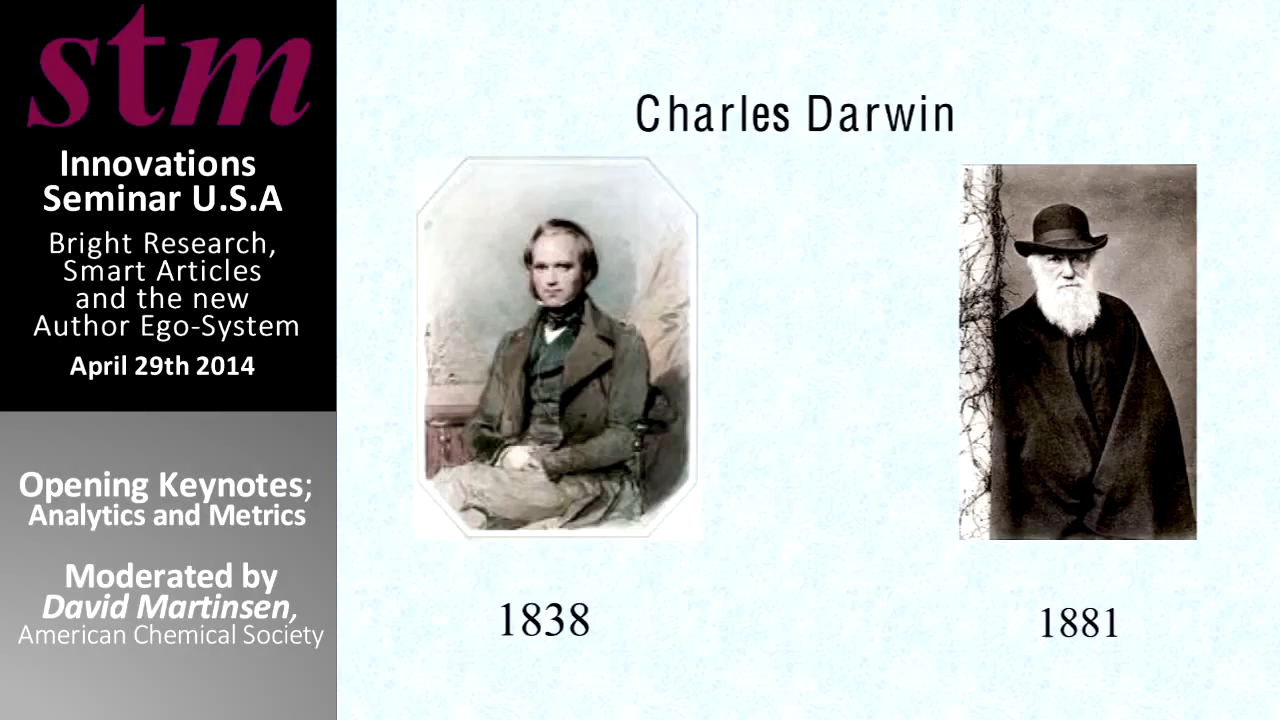 stm
Innovations
Seminar U.S.A
Bright Research,
Smart Articles
and the new
Author Ego-System
April 29th 2014
Opening Keynotes;
Analytics and Metrics
Moderated by
David Martinsen,
American Chemical Society
Charles Darwin
1838
1881